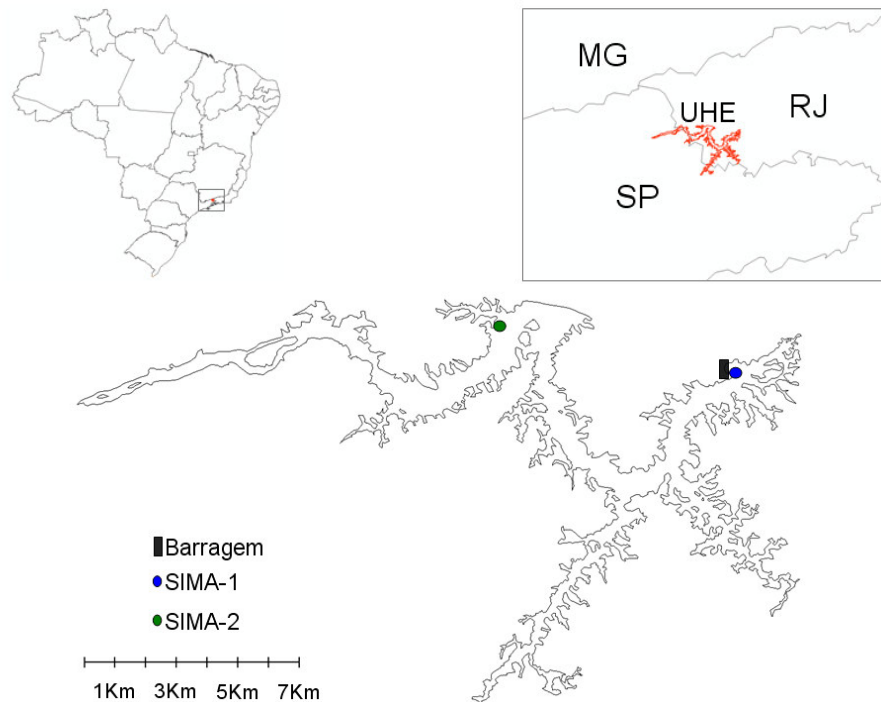 MG
UHE
RJ
SP
Barragem
SIMA-1
SIMA-2
1Km 3Km 5Km 7Km